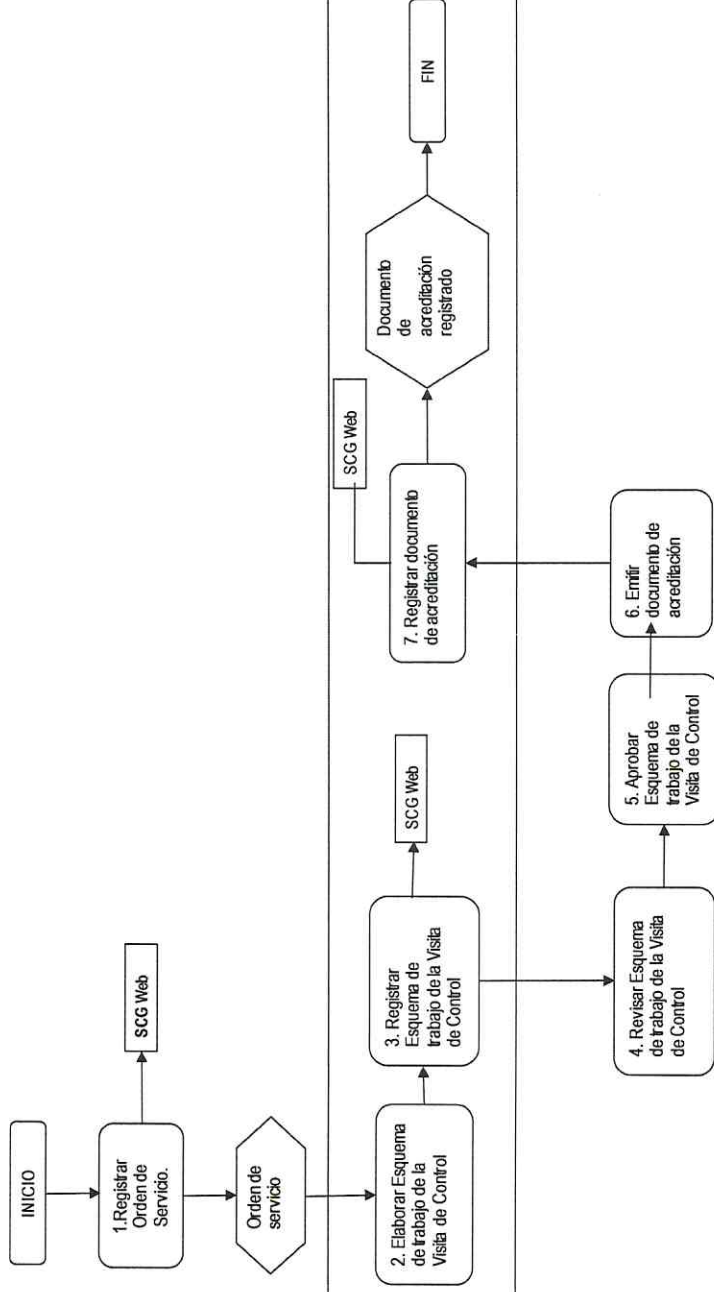 INICIO
1.Registrar
Orden de
Servicio.
SCG Web
Orden de
servicio
2. Elaborar Esquema
de trabajo de la
Visita de Control
3. Registrar
Esquema de
trabajo de la Visita
de Control
SCG Web
4. Revisar Esquema
de trabajo de la Visita
de Control
5. Aprobar
Esquema de
trabajo de la
Visita de Control
6. Emitir
documento de
acreditación
7. Registrar documento
de acreditación
SCG Web
Documento
de
acreditación
registrado
FIN